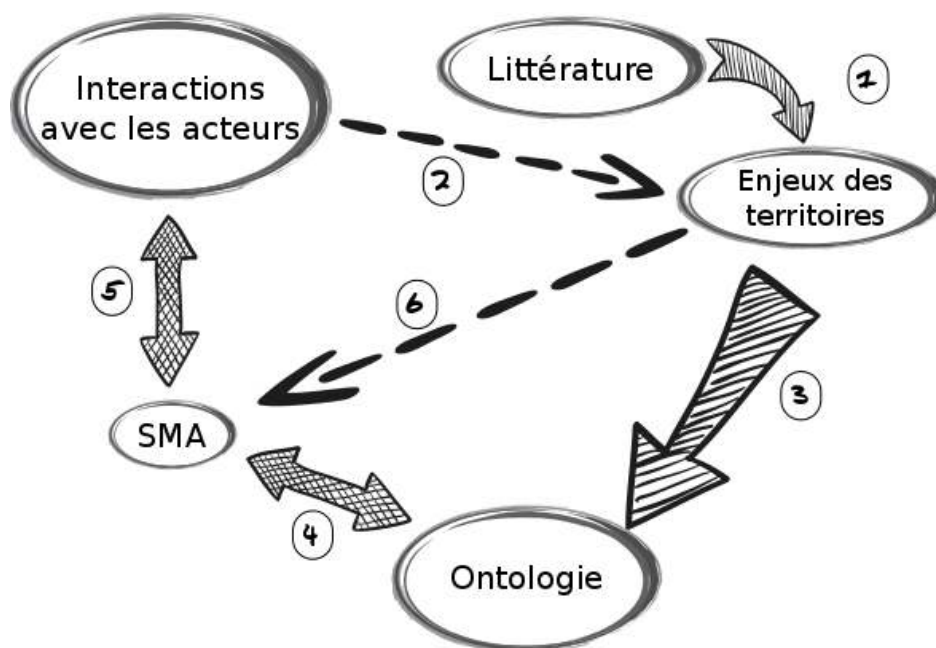 Littérature
1
Interactions
avec les acteurs
2
Enjeux des
territoires
5
6
3
SMA
4
Ontologie